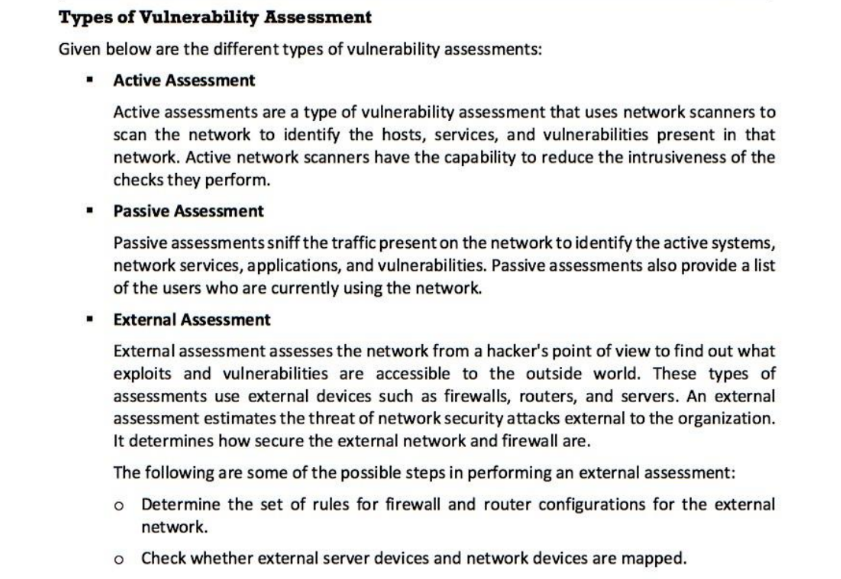 Types of Vulnerability Assessment
Given below are the different types of vulnerability assessments:
▪ Active Assessment
Active assessments are a type of vulnerability assessment that uses network scanners to
scan the network to identify the hosts, services, and vulnerabilities present in that
network. Active network scanners have the capability to reduce the intrusiveness of the
checks they perform.
▪ Passive Assessment
Passive assessments sniff the traffic present on the network to identify the active systems,
network services, applications, and vulnerabilities. Passive assessments also provide a list
of the users who are currently using the network.
▪ External Assessment
External assessment assesses the network from a hacker's point of view to find out what
exploits and vulnerabilities are accessible to the outside world. These types of
assessments use external devices such as firewalls, routers, and servers. An external
assessment estimates the threat of network security attacks external to the organization.
It determines how secure the external network and firewall are.
The following are some of the possible steps in performing an external assessment:
o Determine the set of rules for firewall and router configurations for the external
network.
o Check whether external server devices and network devices are mapped.